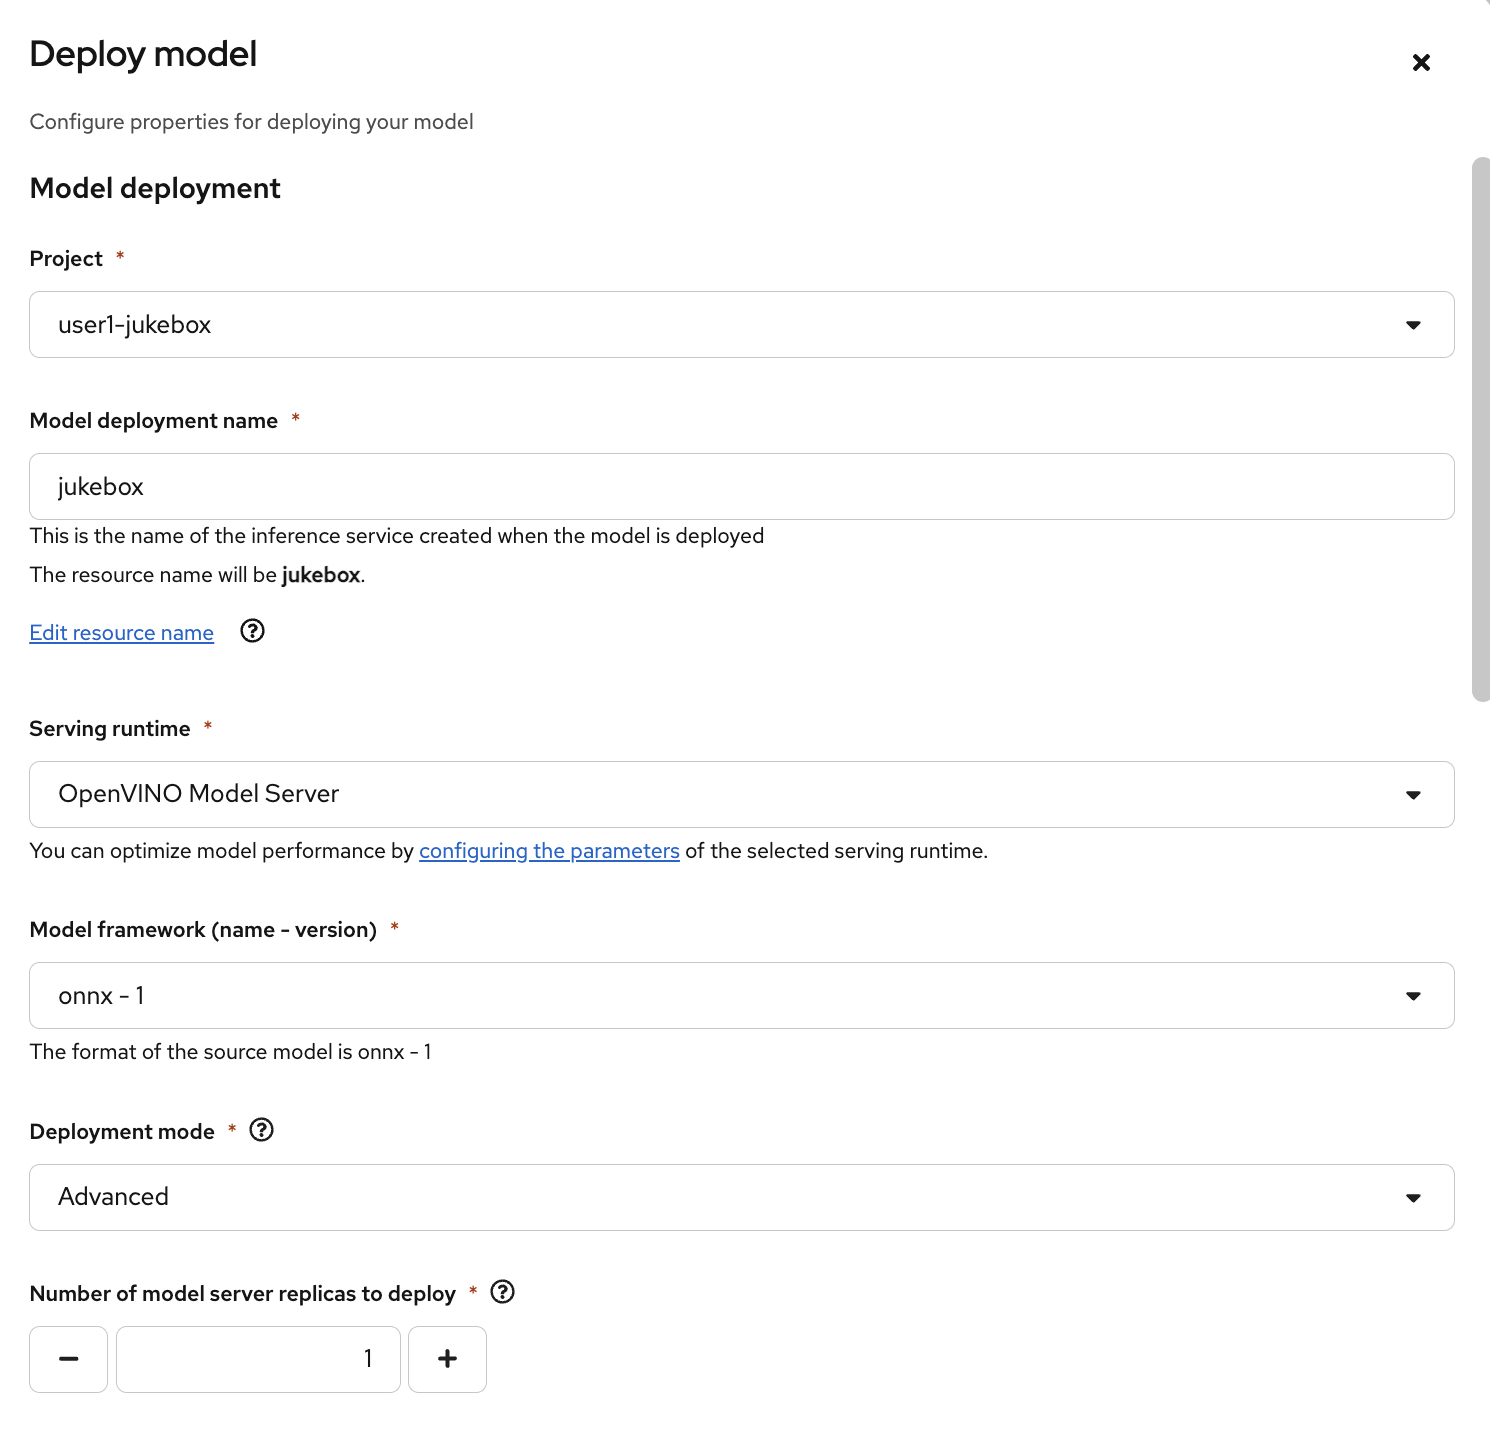 Deploy model
Configure properties for deploying your model
Model deployment
Project *
user1-jukebox
Model deployment name *
jukebox
This is the name of the inference service created when the model is deployed
The resource name will be jukebox.
Edit resource name
Serving runtime *
OpenVINO Model Server
You can optimize model performance by configuring the parameters of the selected serving runtime.
Model framework (name - version) *
onnx - 1
The format of the source model is onnx - 1
Deployment mode *
Advanced
Number of model server replicas to deploy *
1